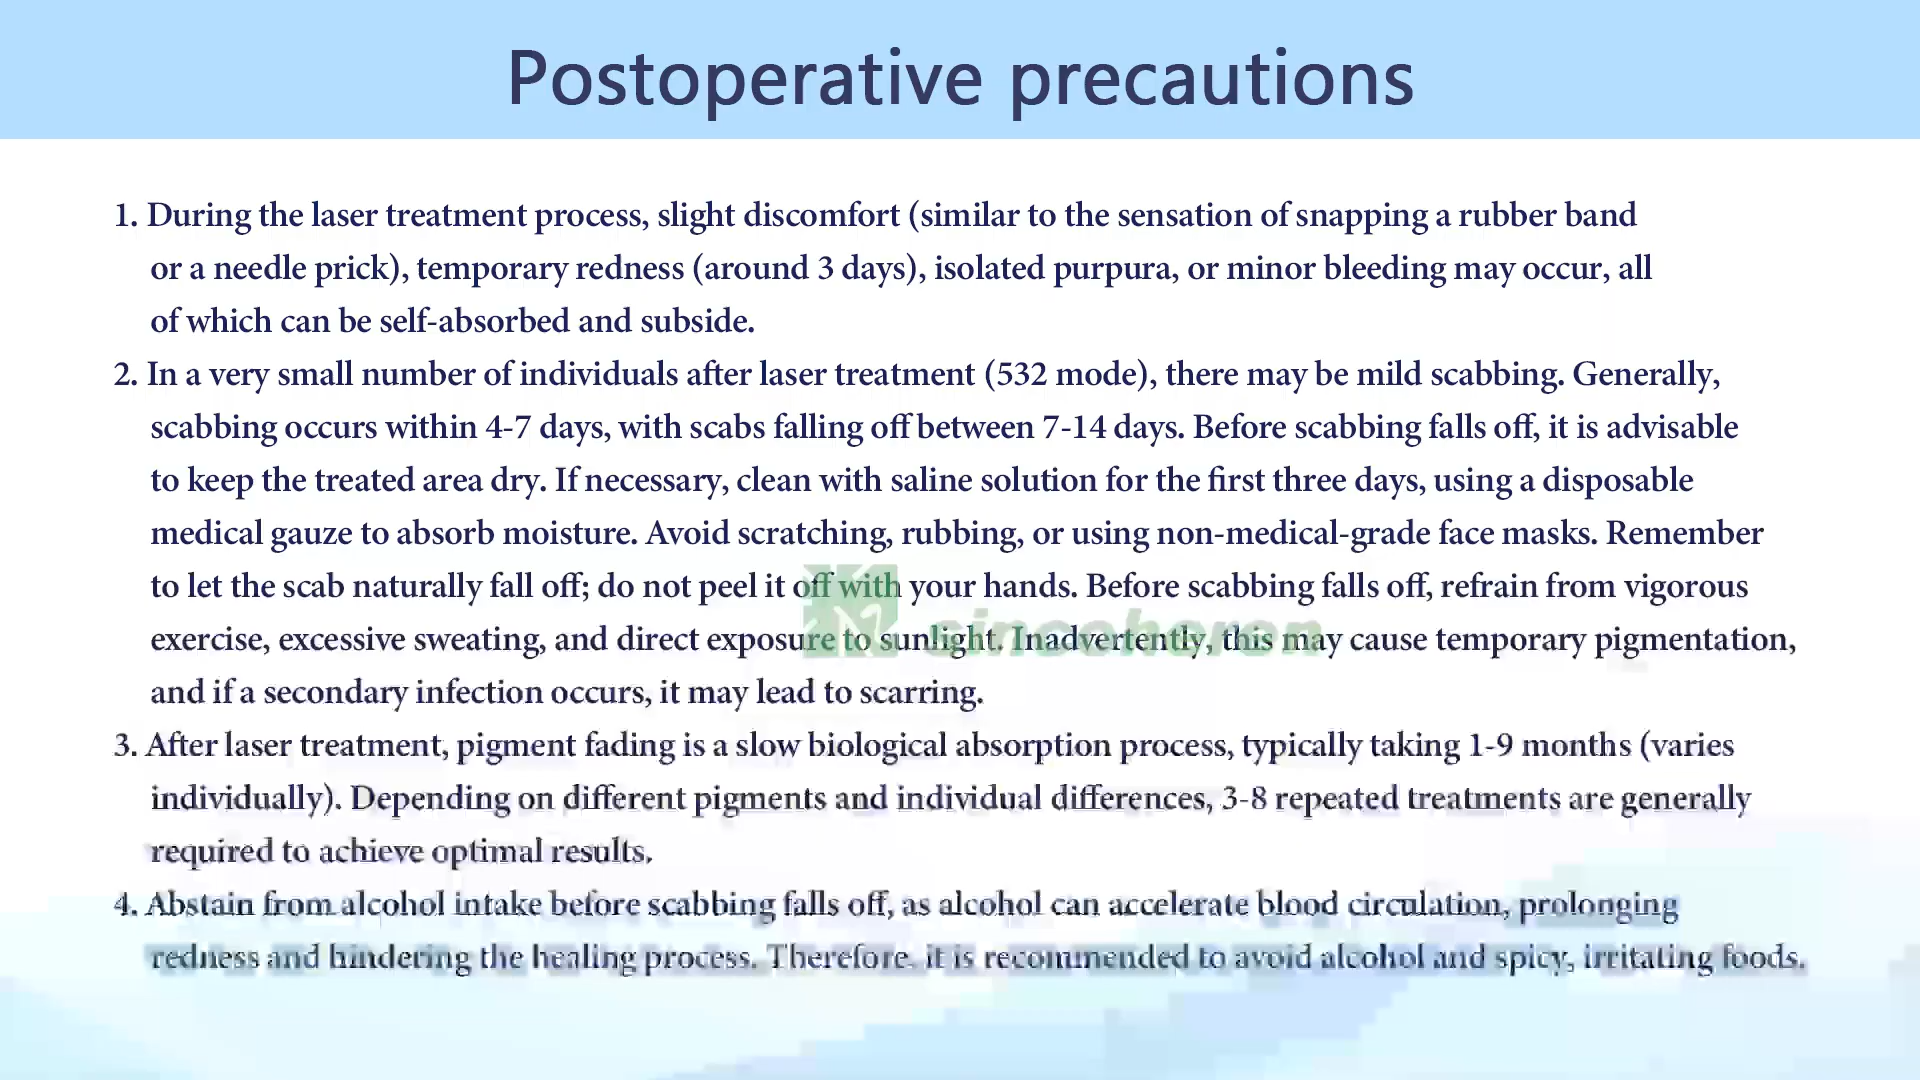 Postoperative precautions
1. During the laser treatment process, slight discomfort (similar to the sensation of snapping a rubber band
or a needle prick), temporary redness (around 3 days), isolated purpura, or minor bleeding may occur, all
of which can be self-absorbed and subside.
2. In a very small number of individuals after laser treatment (532 mode), there may be mild scabbing. Generally,
scabbing occurs within 4-7 days, with scabs falling off between 7-14 days. Before scabbing falls off, it is advisable
to keep the treated area dry. If necessary, clean with saline solution for the first three days, using a disposable
medical gauze to absorb moisture. Avoid scratching, rubbing, or using non-medical-grade face masks. Remember
to let the scab naturally fall off; do not peel it off with your hands. Before scabbing falls off, refrain from vigorous
exercise, excessive sweating, and direct exposure to sunlight. Inadvertently, this may cause temporary pigmentation,
and if a secondary infection occurs, it may lead to scarring.
3. After laser treatment, pigment fading is a slow biological absorption process, typically taking 1-9 months (varies
individually). Depending on different pigments and individual differences, 3-8 repeated treatments are generally
required to achieve optimal results.
4. Abstain from alcohol intake before scabbing falls off, as alcohol can accelerate blood circulation, prolonging
redness and hindering the healing process. Therefore, it is recommended to avoid alcohol and spicy, irritating foods.
sincoheren